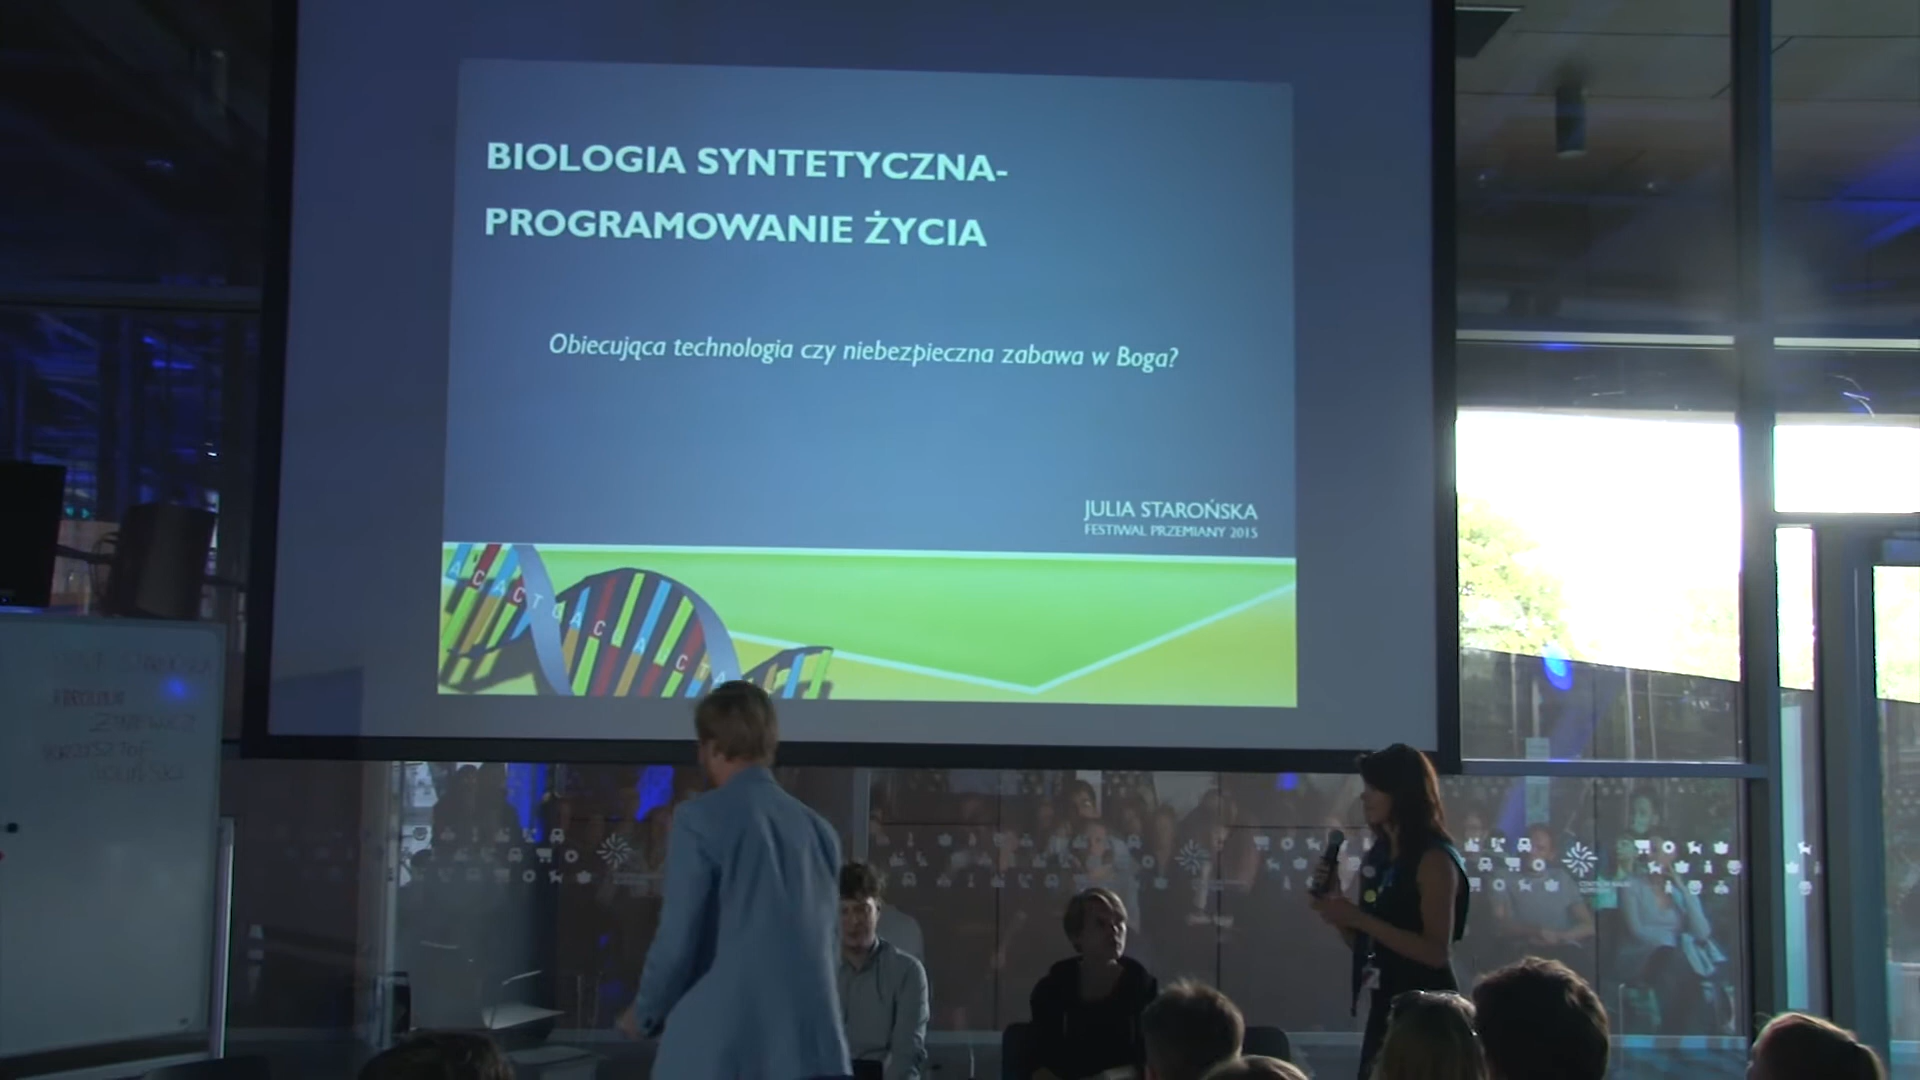 BIOLOGIA SYNTETYCZNA-
PROGRAMOWANIE ŻYCIA
Obiecująca technologia czy niebezpieczna zabawa w Boga?
JULIA STAROŃSKA
FESTIWAL PRZEMIANY 2015